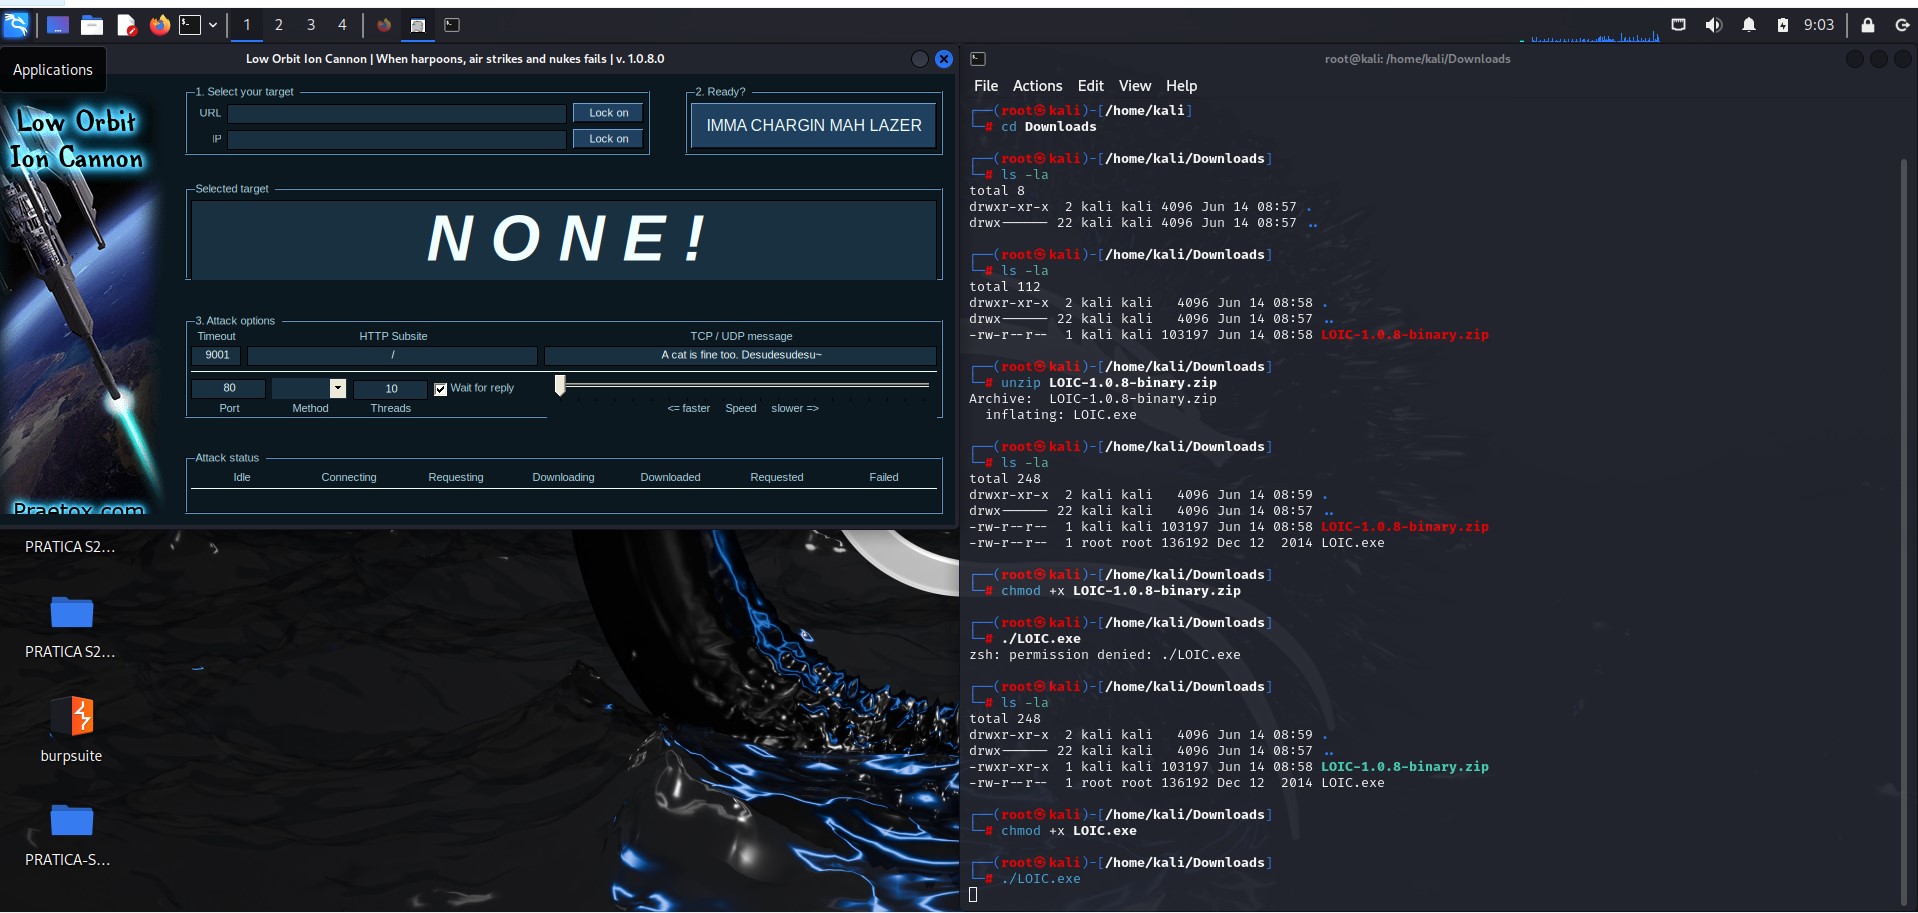 1 2 3 4
9:03
Applications
Low Orbit Ion Cannon | When harpoons, air strikes and nukes fails | v. 1.0.8.0
Low Orbit
Ion Cannon
Praetox.com
1. Select your target
URL
Lock on
IP
Lock on
2. Ready?
IMMA CHARGIN MAH LAZER
Selected target
NONE!
3. Attack options
Timeout HTTP Subsite TCP / UDP message
9001 / A cat is fine too. Desudesudesu~
80 10 Wait for reply
Port Method Threads <= faster Speed slower =>
Attack status
Idle Connecting Requesting Downloading Downloaded Requested Failed
PRATICA S2...
PRATICA S2...
burpsuite
PRATICA-S...
root@kali: /home/kali/Downloads
File Actions Edit View Help
┌──(root㉿kali)-[/home/kali]
└─# cd Downloads
┌──(root㉿kali)-[/home/kali/Downloads]
└─# ls -la
total 8
drwxr-xr-x 2 kali kali 4096 Jun 14 08:57 .
drwx------ 22 kali kali 4096 Jun 14 08:57 ..
┌──(root㉿kali)-[/home/kali/Downloads]
└─# ls -la
total 112
drwxr-xr-x 2 kali kali 4096 Jun 14 08:58 .
drwx------ 22 kali kali 4096 Jun 14 08:57 ..
-rw-r--r-- 1 kali kali 103197 Jun 14 08:58 LOIC-1.0.8-binary.zip
┌──(root㉿kali)-[/home/kali/Downloads]
└─# unzip LOIC-1.0.8-binary.zip
Archive: LOIC-1.0.8-binary.zip
inflating: LOIC.exe
┌──(root㉿kali)-[/home/kali/Downloads]
└─# ls -la
total 248
drwxr-xr-x 2 kali kali 4096 Jun 14 08:59 .
drwx------ 22 kali kali 4096 Jun 14 08:57 ..
-rw-r--r-- 1 kali kali 103197 Jun 14 08:58 LOIC-1.0.8-binary.zip
-rw-r--r-- 1 root root 136192 Dec 12 2014 LOIC.exe
┌──(root㉿kali)-[/home/kali/Downloads]
└─# chmod +x LOIC-1.0.8-binary.zip
┌──(root㉿kali)-[/home/kali/Downloads]
└─# ./LOIC.exe
zsh: permission denied: ./LOIC.exe
┌──(root㉿kali)-[/home/kali/Downloads]
└─# ls -la
total 248
drwxr-xr-x 2 kali kali 4096 Jun 14 08:59 .
drwx------ 22 kali kali 4096 Jun 14 08:57 ..
-rwxr-xr-x 1 kali kali 103197 Jun 14 08:58 LOIC-1.0.8-binary.zip
-rw-r--r-- 1 root root 136192 Dec 12 2014 LOIC.exe
┌──(root㉿kali)-[/home/kali/Downloads]
└─# chmod +x LOIC.exe
┌──(root㉿kali)-[/home/kali/Downloads]
└─# ./LOIC.exe